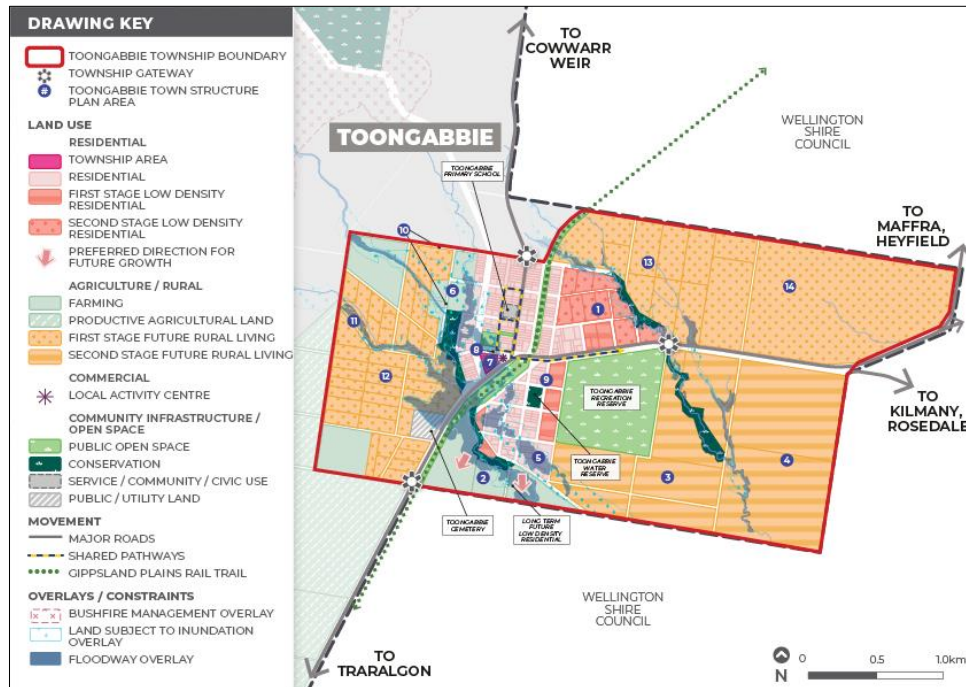 DRAWING KEY
TOONGABBIE TOWNSHIP BOUNDARY
TOWNSHIP GATEWAY
#
TOONGABBIE TOWN STRUCTURE
PLAN AREA
LAND USE
RESIDENTIAL
TOWNSHIP AREA
RESIDENTIAL
FIRST STAGE LOW DENSITY
RESIDENTIAL
SECOND STAGE LOW DENSITY
RESIDENTIAL
PREFERRED DIRECTION FOR
FUTURE GROWTH
AGRICULTURE / RURAL
FARMING
PRODUCTIVE AGRICULTURAL LAND
FIRST STAGE FUTURE RURAL LIVING
SECOND STAGE FUTURE RURAL LIVING
COMMERCIAL
LOCAL ACTIVITY CENTRE
COMMUNITY INFRASTRUCTURE /
OPEN SPACE
PUBLIC OPEN SPACE
CONSERVATION
SERVICE / COMMUNITY / CIVIC USE
PUBLIC / UTILITY LAND
MOVEMENT
MAJOR ROADS
SHARED PATHWAYS
GIPPSLAND PLAINS RAIL TRAIL
OVERLAYS / CONSTRAINTS
BUSHFIRE MANAGEMENT OVERLAY
LAND SUBJECT TO INUNDATION
OVERLAY
FLOODWAY OVERLAY
TO
COWWARR
WEIR
WELLINGTON
SHIRE
COUNCIL
TOONGABBIE
TOONGABBIE
PRIMARY SCHOOL
TO
MAFFRA,
HEYFIELD
10
13
14
6
1
11
8
7
12
9
TOONGABBIE
RECREATION
RESERVE
TO
KILMANY,
ROSEDALE
5
TOONGABBIE
WATER
RESERVE
2
3
4
TOONGABBIE
CEMETERY
LONG TERM
FUTURE
LOW DENSITY
RESIDENTIAL
WELLINGTON
SHIRE
COUNCIL
TO
TRARALGON
N
0 0.5 1.0km